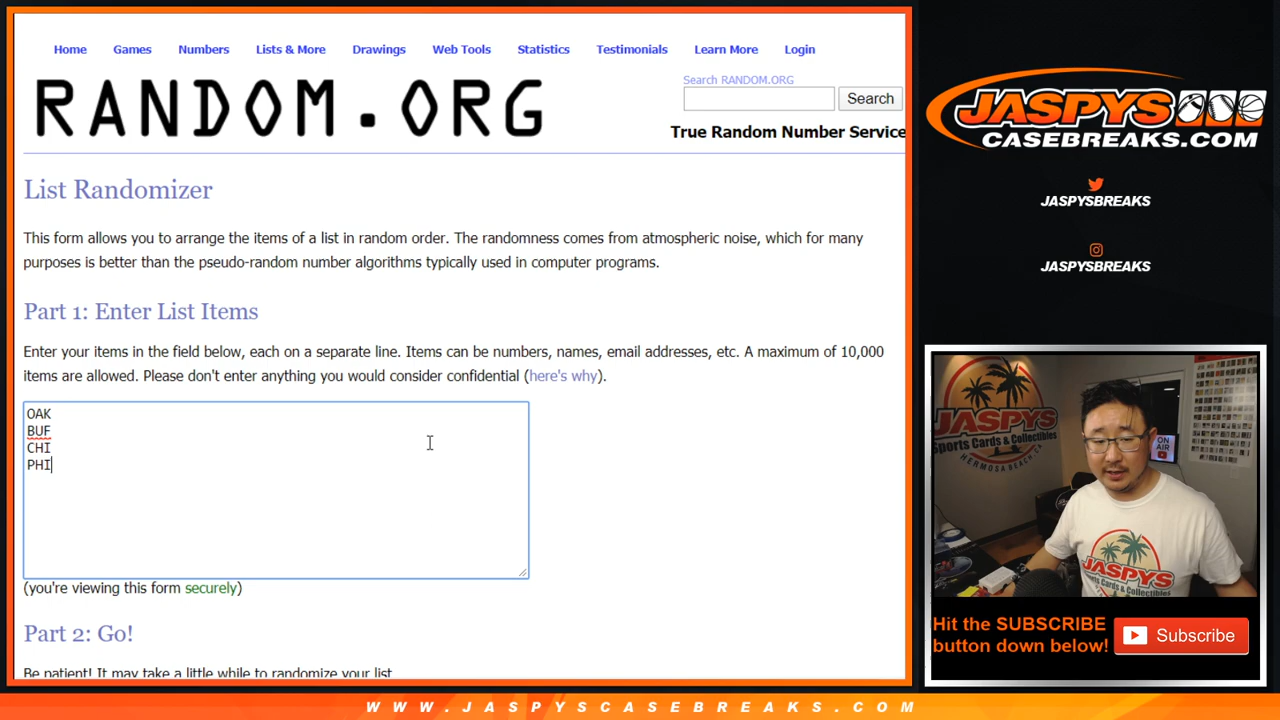 Home Games Numbers Lists & More Drawings Web Tools Statistics Testimonials Learn More Login
RANDOM.ORG
Search RANDOM.ORG
Search
True Random Number Service
List Randomizer
This form allows you to arrange the items of a list in random order. The randomness comes from atmospheric noise, which for many
purposes is better than the pseudo-random number algorithms typically used in computer programs.
Part 1: Enter List Items
Enter your items in the field below, each on a separate line. Items can be numbers, names, email addresses, etc. A maximum of 10,000
items are allowed. Please don't enter anything you would consider confidential (here's why).
OAK
BUF
CHI
PHI
(you're viewing this form securely)
Part 2: Go!
Be patient! It may take a little while to randomize your list
JASPYS
CASEBREAKS.COM
JASPYSBREAKS
JASPYSBREAKS
JASPYS
Sports Cards & Collectibles
HERMOSA BEACH, CA
ON
AIR
JASPYS
Hit the SUBSCRIBE
button down below!
Subscribe
WWW.JASPYSCASEBREAKS.COM